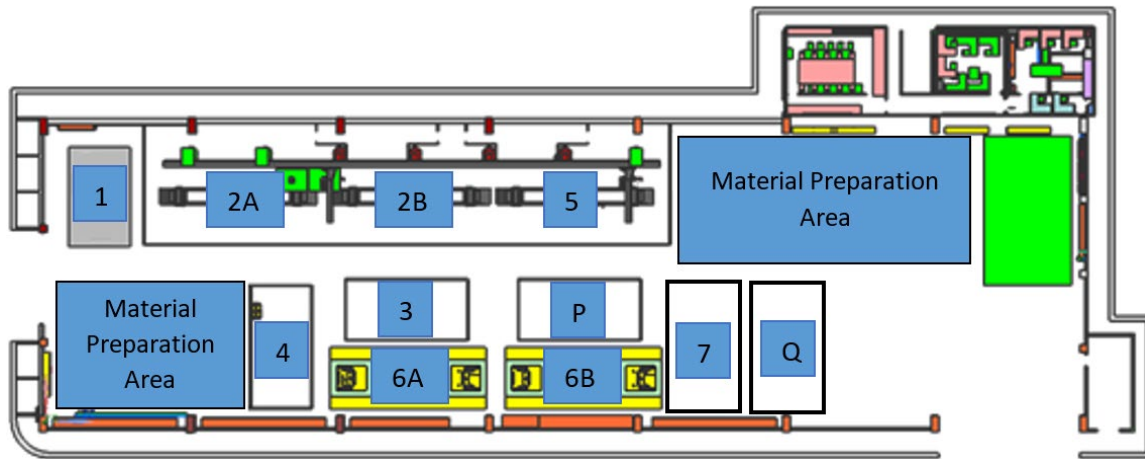 1
2A
2B
5
Material Preparation
Area
Material
Preparation
Area
4
3
P
7
Q
6A
6B